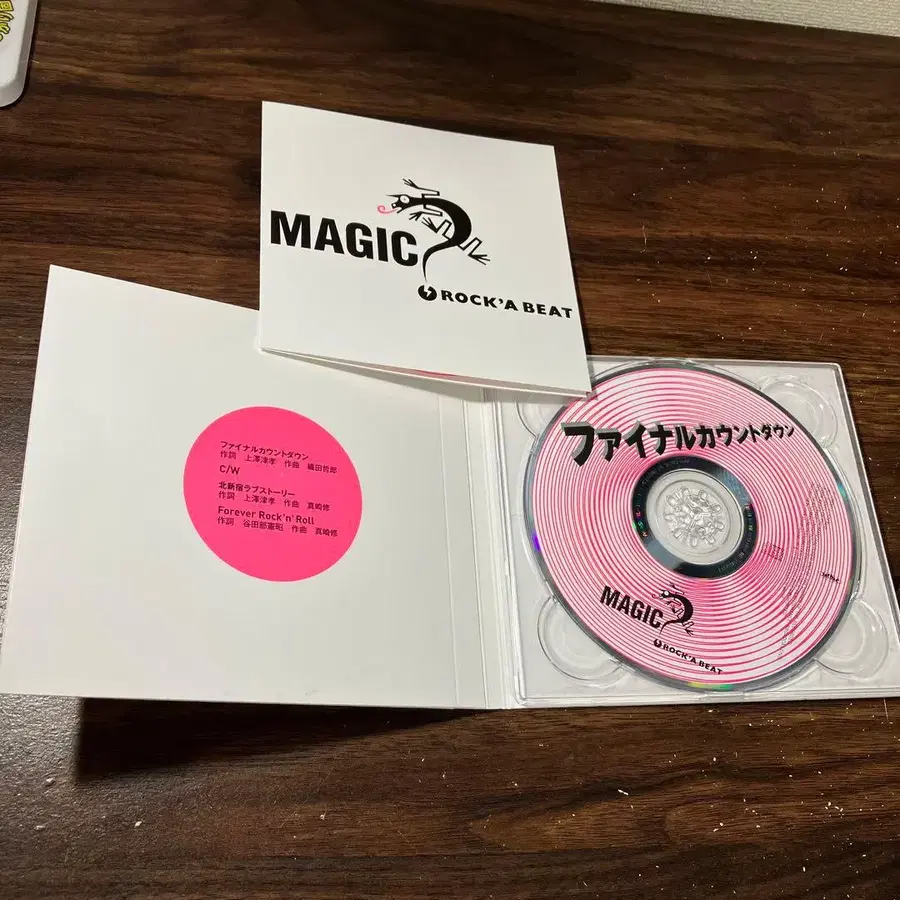 MAGIC
ROCK'A BEAT
ファイナルカウントダウン
作詞 上澤津孝 作曲 織田哲郎
C/W
北新宿ラブストーリー
作詞 上澤津孝 作曲 真崎修
Forever Rock'n'Roll
作詞 谷田部憲昭 作曲 真崎修
ファイナルカウントダウン
MAGIC
ROCK'A BEAT